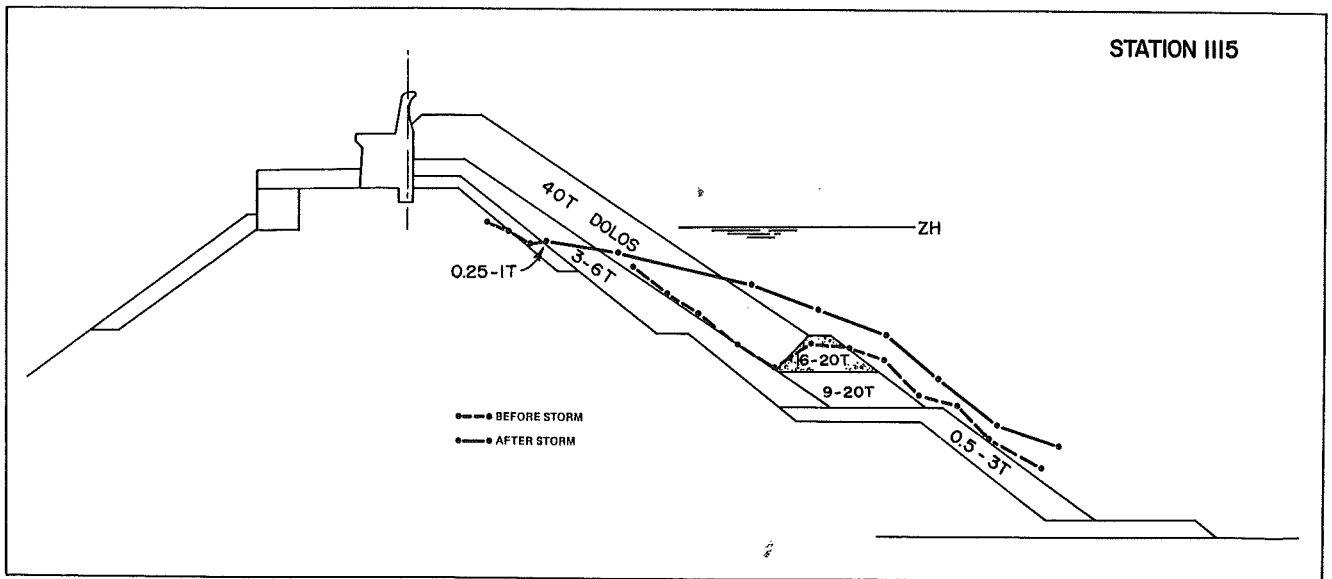 STATION 1115
ZH
40T DOLOS
3-6T
0.25-1T
16-20T
9-20T
0.5-3T
BEFORE STORM
AFTER STORM